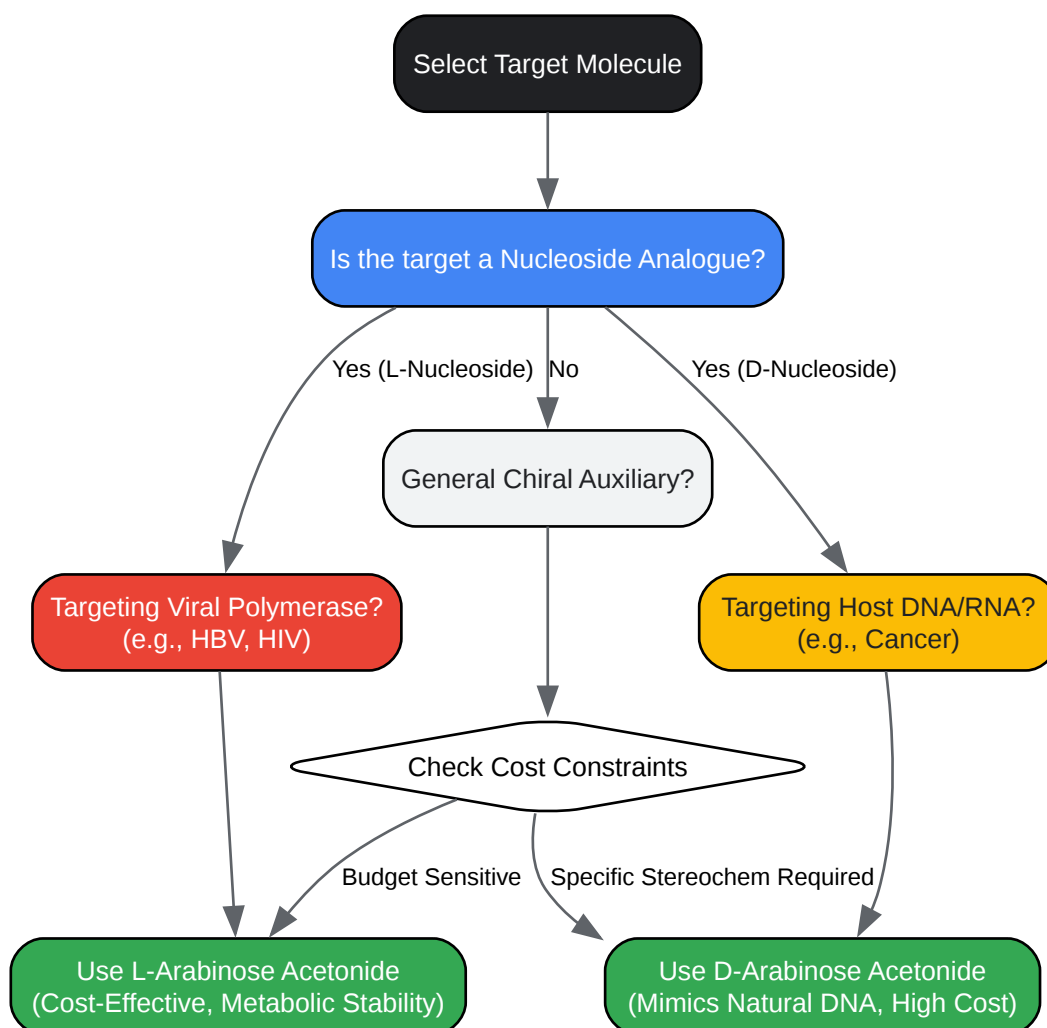 Select Target Molecule
Is the target a Nucleoside Analogue?
Yes (L-Nucleoside)
No
Yes (D-Nucleoside)
General Chiral Auxiliary?
Targeting Viral Polymerase?
(e.g., HBV, HIV)
Targeting Host DNA/RNA?
(e.g., Cancer)
Check Cost Constraints
Budget Sensitive
Specific Stereochem Required
Use L-Arabinose Acetonide
(Cost-Effective, Metabolic Stability)
Use D-Arabinose Acetonide
(Mimics Natural DNA, High Cost)